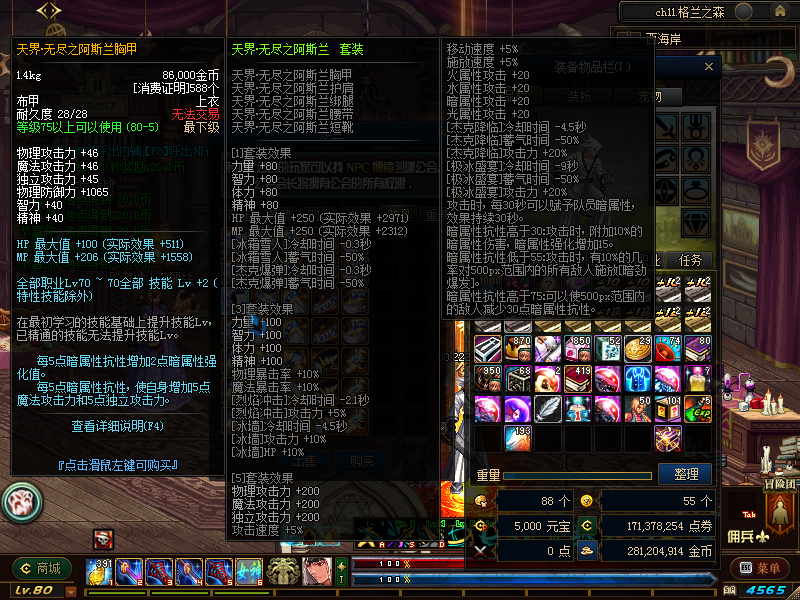 天界·无尽之阿斯兰胸甲
1.4kg
86,000金币
[消费证明]588个
布甲
上衣
耐久度 28/28
无法交易
等级75以上可以使用 (80-5)
最下级
物理攻击力 +46
魔法攻击力 +46
独立攻击力 +45
物理防御力 +1065
智力 +40
精神 +40
HP 最大值 +100 (实际效果 +511)
MP 最大值 +206 (实际效果 +1558)
全部职业Lv70 ~ 70全部 技能 Lv +2 (
特性技能除外)
在最初学习的技能基础上提升技能Lv,
已精通的技能无法提升技能Lv。
每5点暗属性抗性增加2点暗属性强
化值。
每5点暗属性抗性，使自身增加5点
魔法攻击力和5点独立攻击力。
查看详细说明(F4)
『点击滑鼠左键可购买』
天界·无尽之阿斯兰 套装
天界·无尽之阿斯兰胸甲
天界·无尽之阿斯兰护肩
天界·无尽之阿斯兰绑腿
天界·无尽之阿斯兰腰带
天界·无尽之阿斯兰短靴
[1]套装效果
力量 +80
智力 +80
体力 +80
精神 +80
HP 最大值 +250 (实际效果 +2971)
MP 最大值 +250 (实际效果 +2312)
[冰霜雪人]冷却时间 -0.3秒
[冰霜雪人]蓄气时间 -50%
[杰克爆弹]冷却时间 -0.3秒
[杰克爆弹]蓄气时间 -50%
[3]套装效果
力量 +100
智力 +100
体力 +100
精神 +100
物理暴击率 +10%
魔法暴击率 +10%
[烈焰冲击]冷却时间 -2.1秒
[烈焰冲击]攻击力 +5%
[冰墙]冷却时间 -4.5秒
[冰墙]攻击力 +10%
[冰墙]HP +10%
[5]套装效果
物理攻击力 +200
魔法攻击力 +200
独立攻击力 +200
攻击速度 +5%
移动速度 +5%
施放速度 +5%
火属性攻击 +20
水属性攻击 +20
暗属性攻击 +20
光属性攻击 +20
[杰克降临]冷却时间 -4.5秒
[杰克降临]蓄气时间 -50%
[杰克降临]攻击力 +20%
[极冰盛宴]冷却时间 -9秒
[极冰盛宴]蓄气时间 -50%
[极冰盛宴]攻击力 +20%
攻击时，每30秒可以赋予队员暗属性，
效果持续30秒。
暗属性抗性高于30:攻击时，附加10%的
暗属性伤害，暗属性强化增加15。
暗属性抗性低于55:攻击时，有10%的几
率对500px范围内的所有敌人施放[暗劲
爆发]。
暗属性抗性高于75:可以使500px范围内
的敌人减少30点暗属性抗性。
ch11.格兰之森
西海岸
装备物品栏(I)
装扮
宠物
任务
870
1850
52
29
74
80
950
68
2
419
7
50
101
5
193
重量
整理
88 个
55 个
5,000 元宝
171,378,254 点券
0 点
281,204,914 金币
出售
购买
冒险团
Tab
佣兵
商城
391
100%
100%
ESC 菜单
Lv.80
4565